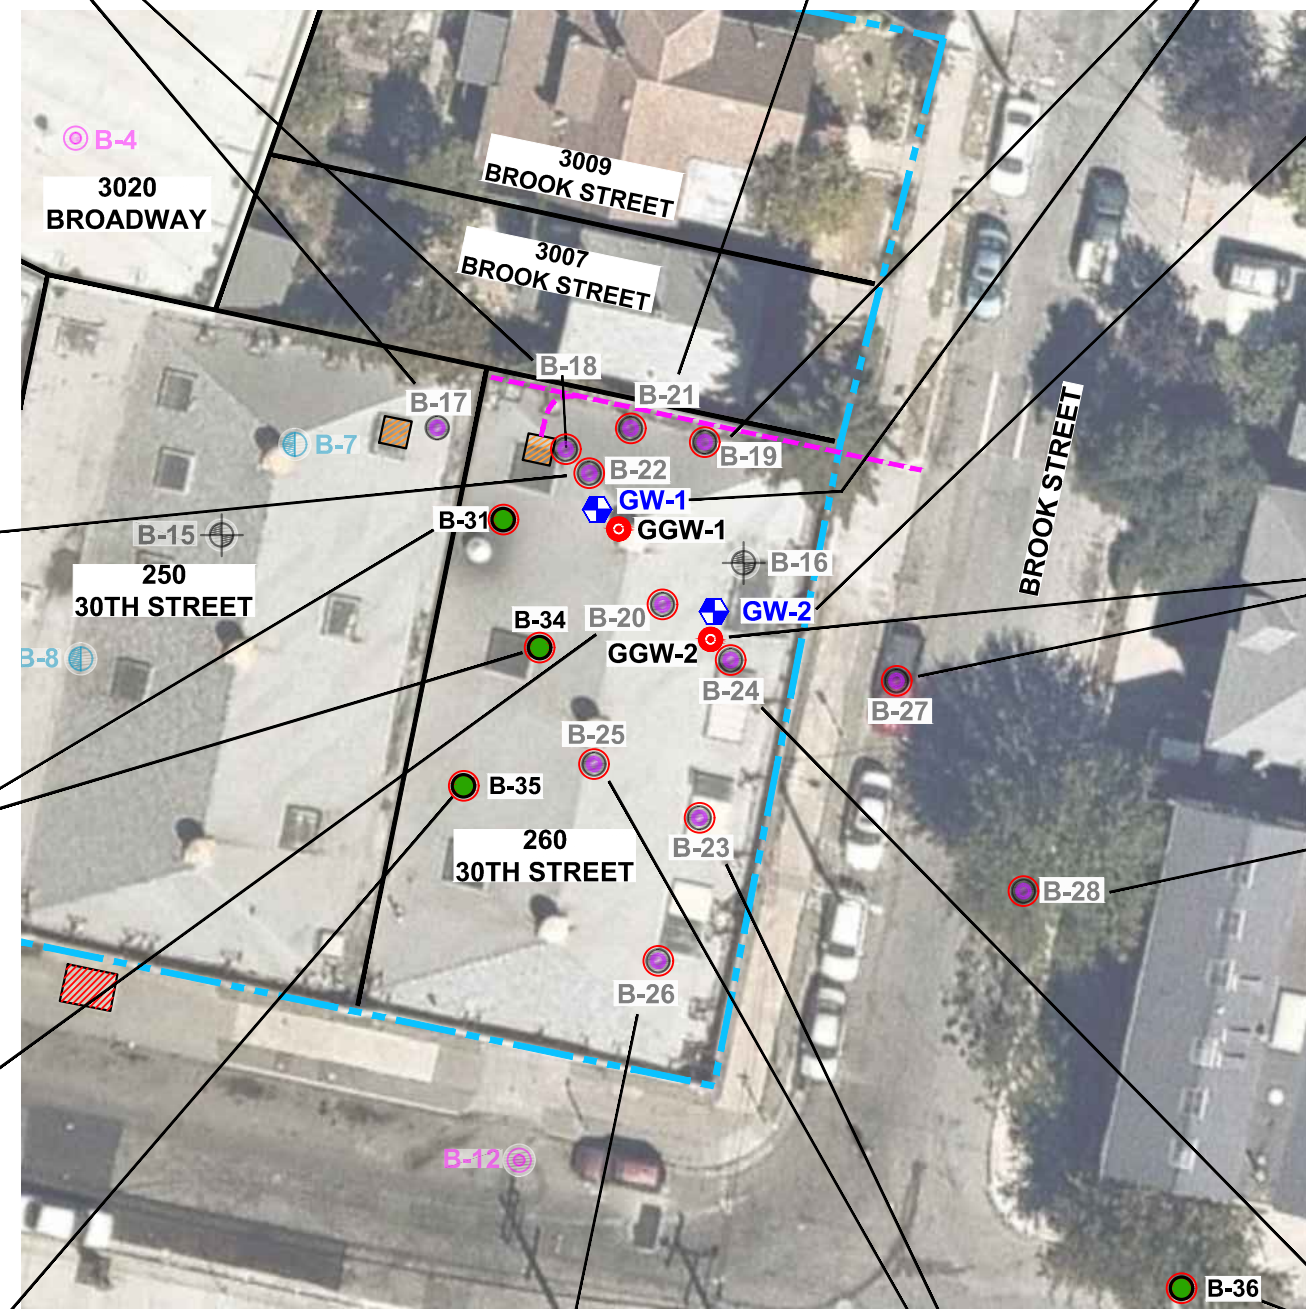 B-4
3020
BROADWAY
3009
BROOK STREET
3007
BROOK STREET
B-18
B-21
B-17
B-7
B-19
B-22
GW-1
B-31
GGW-1
B-15
B-16
250
30TH STREET
BROOK STREET
B-20
GW-2
B-34
GGW-2
B-8
B-24
B-27
B-25
B-35
260
30TH STREET
B-23
B-28
B-26
B-12
B-36